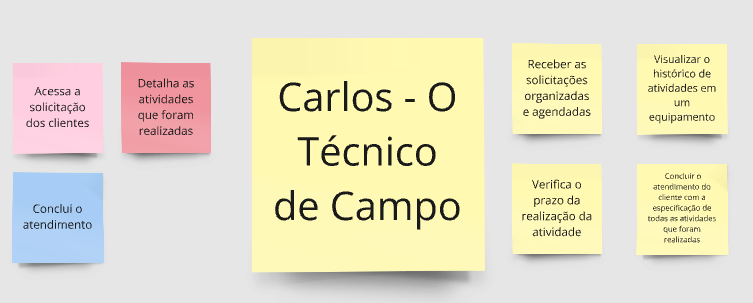 Acessa a
solicitação
dos clientes
Detalha as
atividades
que foram
realizadas
Concluí o
atendimento
Carlos - O
Técnico
de Campo
Receber as
solicitações
organizadas
e agendadas
Visualizar o
histórico de
atividades em
um
equipamento
Verifica o
prazo da
realização da
atividade
Concluir o
atendimento do
cliente com a
especificação de
todas as atividades
que foram
realizadas